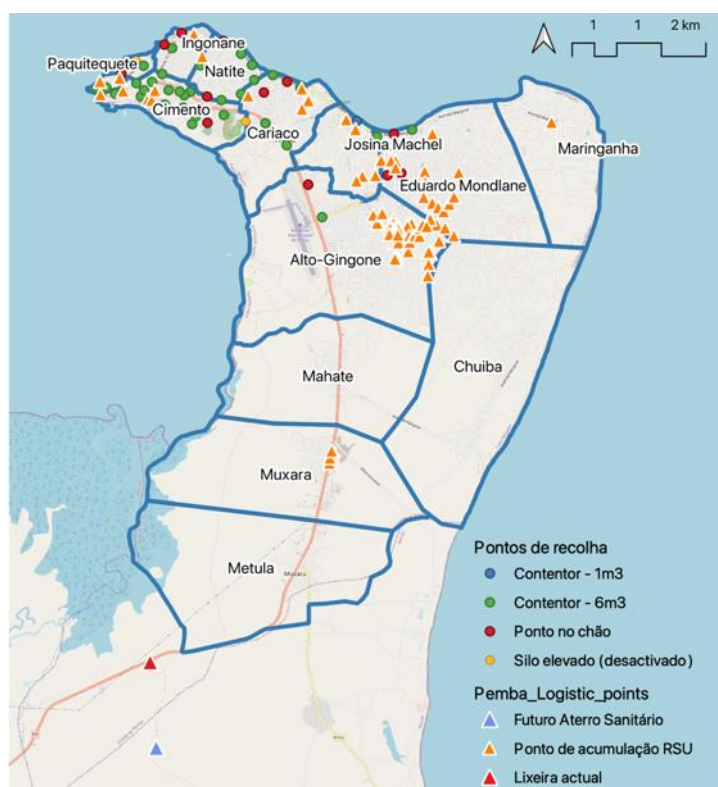 1 1 2 km
Ingonane
Paquitequete
Natite
Cimento
Cariaco
Josina Machel
Maringanha
Eduardo Mondlane
Alto-Gingone
Mahate
Chuiba
Muxara
Metula
Muxara
Pontos de recolha
Contentor - 1m3
Contentor - 6m3
Ponto no chão
Silo elevado (desactivado)
Pemba_Logistic_points
Futuro Aterro Sanitário
Ponto de acumulação RSU
Lixeira actual